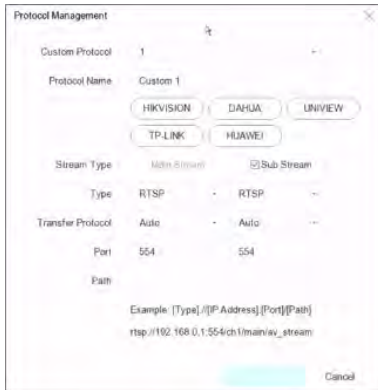 Protocol Management
Custom Protocol 1
Protocol Name Custom 1
HIKVISION DAHUA UNIVIEW
TP-LINK HUAWEI
Stream Type Main Stream Sub Stream
Type RTSP RTSP
Transfer Protocol Auto Auto
Port 554 554
Path
Example: [Type]://[IP Address]:[Port]/[Path]
rtsp://192.168.0.1:554/ch1/main/av_stream
Cancel